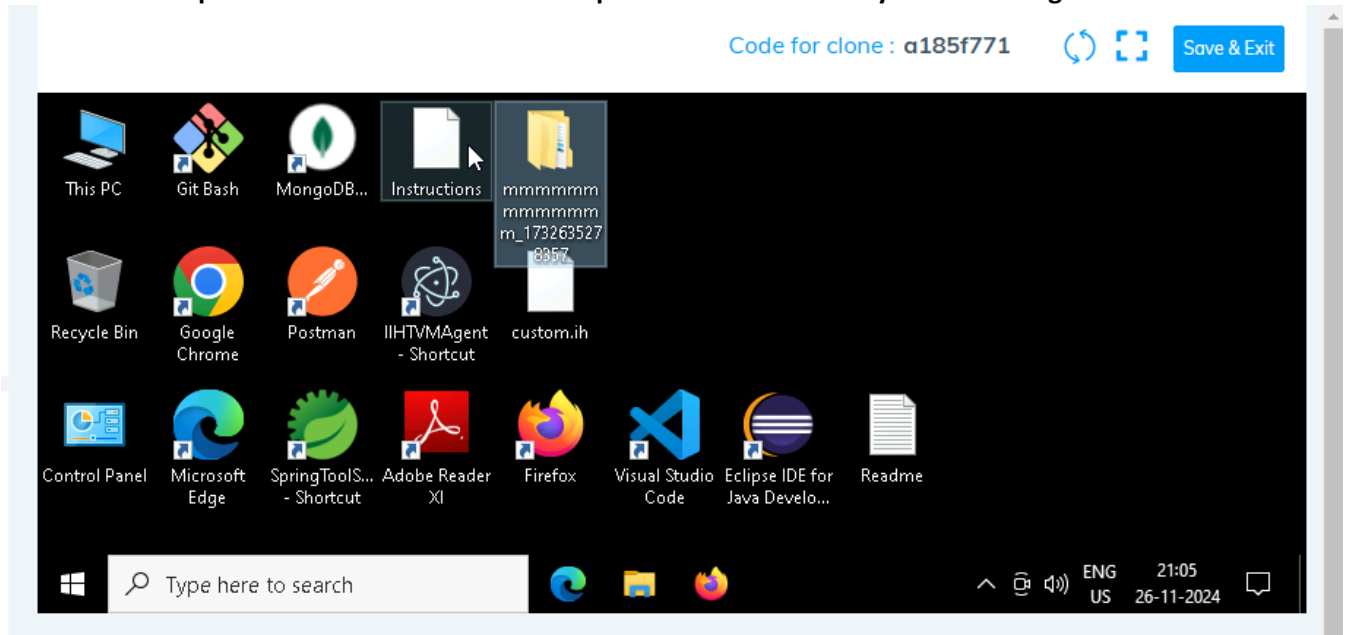 Code for clone : a185f771
Save & Exit
This PC
Git Bash
MongoDB...
Instructions
mmmmmm
mmmmmm
m_173263527
8357
Recycle Bin
Google
Chrome
Postman
IIHTVMAgent
- Shortcut
custom.ih
Control Panel
Microsoft
Edge
SpringToolS...
- Shortcut
Adobe Reader
XI
Firefox
Visual Studio
Code
Eclipse IDE for
Java Develo...
Readme
Type here to search
ENG
US
21:05
26-11-2024